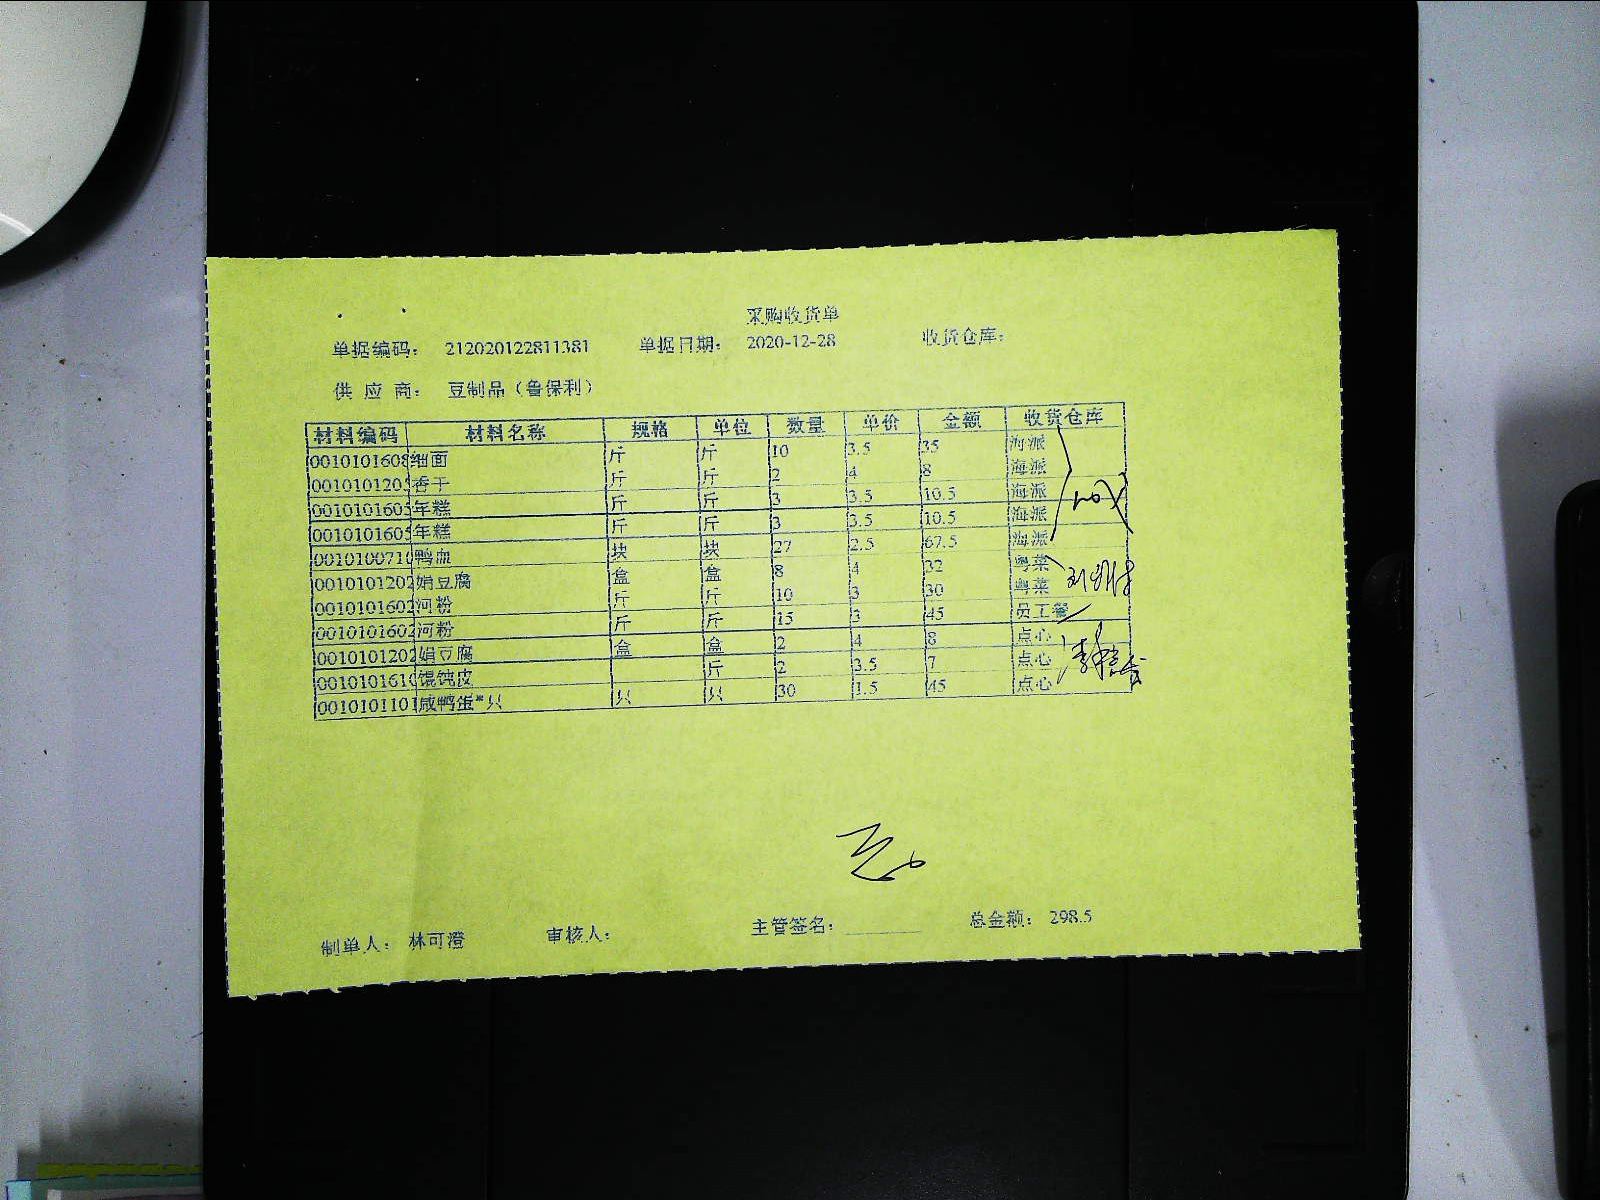 采购收货单
单据编码： 212020122811381 单据日期： 2020-12-28 收货仓库：
供 应 商： 豆制品（鲁保利）
材料编码 材料名称 规格 单位 数量 单价 金额 收货仓库
0010101608 细面 斤 斤 10 3.5 35 海派
001010120 香干 斤 斤 2 4 8 海派
001010160 年糕 斤 斤 3 3.5 10.5 海派
0010101605 年糕 斤 斤 3 3.5 10.5 海派
001010071 鸭血 块 块 27 2.5 67.5 海派
0010101202 娟豆腐 盒 盒 8 4 32 粤菜
0010101602 河粉 斤 斤 10 3 30 粤菜
0010101602 河粉 斤 斤 15 3 45 员工餐
0010101202 娟豆腐 盒 盒 2 4 8 点心
001010161 馄饨皮 斤 2 3.5 7 点心
001010110 咸鸭蛋*只 只 只 30 1.5 45 点心
制单人： 林可澄 审核人： 主管签名： 总金额： 298.5